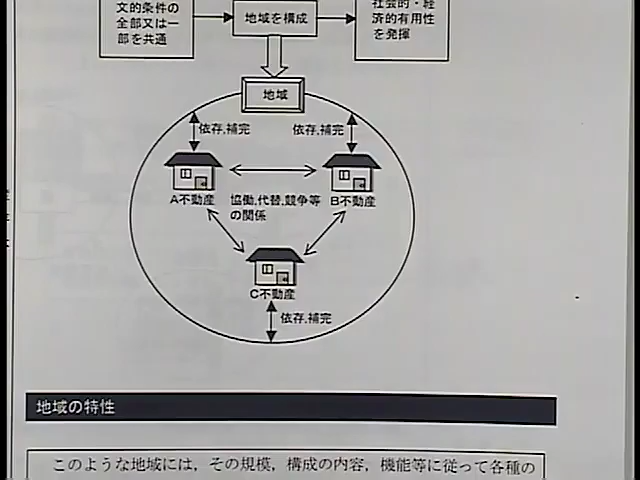 文的条件の
全部又は一
部を共通
地域を構成
社会的・経
済的有用性
を発揮
地域
依存,補完
依存,補完
A不動産
協働,代替,競争等
の関係
B不動産
C不動産
依存,補完
地域の特性
このような地域には，その規模，構成の内容，機能等に従って各種の